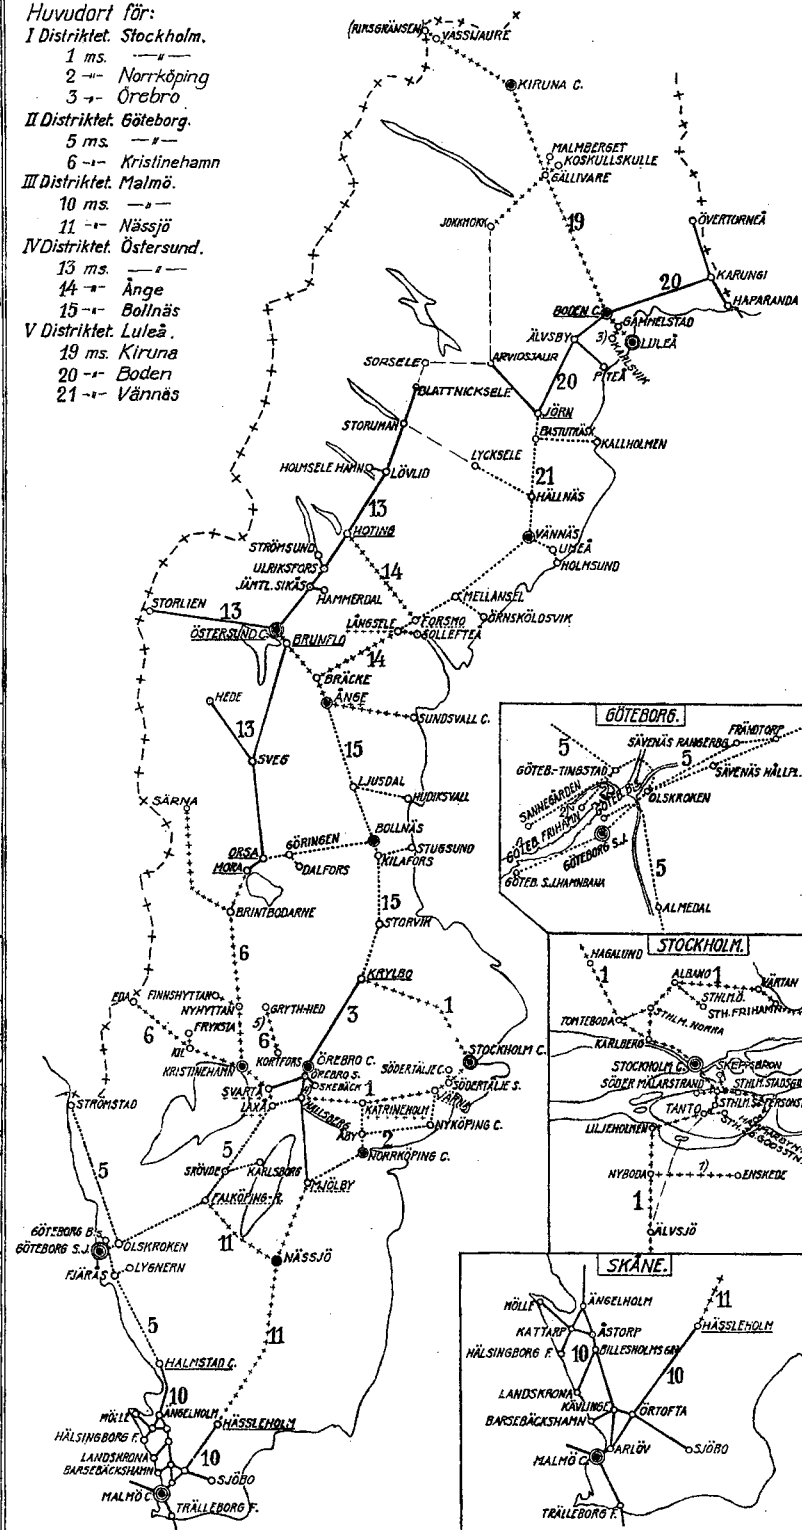 Huvudort för:
I Distriktet. Stockholm.
1 ms. —〃—
2 -〃- Norrköping
3 -〃- Örebro
II Distriktet. Göteborg.
5 ms. —〃—
6 -〃- Kristinehamn
III Distriktet. Malmö.
10 ms. —〃—
11 -〃- Nässjö
IV Distriktet. Östersund.
13 ms. —〃—
14 -〃- Ånge
15 -〃- Bollnäs
V Distriktet. Luleå.
19 ms. Kiruna
20 -〃- Boden
21 -〃- Vännäs
(RIKSGRÄNSEN)
VASSIJAURE
KIRUNA C.
MALMBERGET
KOSKULLSKULLE
GÄLLIVARE
JOKKMOKK
19
ÖVERTORNEÅ
KARUNGI
20
HAPARANDA
BODEN C.
GAMMELSTAD
ÄLVSBY
3)
KARLSVIK
LULEÅ
SORSELE
ARVIDSJAUR
PITEÅ
20
BLATTNICKSELE
JÖRN
STORUMAN
BASTUTRÄSK
KALLHOLMEN
LYCKSELE
HOLMSELE HAMN
LÖVLID
21
HÄLLNÄS
13
HOTING
VÄNNÄS
STRÖMSUND
UMEÅ
HOLMSUND
ULRIKSFORS
14
JÄMTL. SIKÅS
HAMMERDAL
MELLANSEL
STORLIEN
13
ÖRNSKÖLDSVIK
FORSMO
LÅNGSELE
SOLLEFTEÅ
ÖSTERSUND C.
BRUNFLO
14
BRÄCKE
HEDE
ÅNGE
SUNDSVALL C.
13
SVEG
15
LJUSDAL
HUDIKSVALL
SÄRNA
BOLLNÄS
GÖRINGEN
STUGSUND
ORSA
KILAFORS
MORA
DALFORS
BRINTBODARNE
15
STORVIK
6
KRYLBO
EDA
FINNSHYTTAN
GRYTH-HED
NYHYTTAN
1
5)
3
6
FRYKSTA
6
KIL
KORTFORS
ÖREBRO C.
STOCKHOLM C.
KRISTINEHAMN
ÖREBRO S.
SÖDERTÄLJE C.
SKEBÄCK
SÖDERTÄLJE S.
SVARTÅ
LAXÅ
HALLSBERG
1
KATRINEHOLM
JÄRNA
STRÖMSTAD
ÅBY
NYKÖPING C.
2
5
NORRKÖPING C.
SKÖVDE
KARLSBORG
5
MJÖLBY
FALKÖPING-R.
GÖTEBORG B.
OLSKROKEN
11
NÄSSJÖ
GÖTEBORG S.J.
LYGNERN
FJÄRÅS
5
11
HALMSTAD C.
10
MÖLLE
ÄNGELHOLM
HÄSSLEHOLM
HÄLSINGBORG F.
LANDSKRONA
10
BARSEBÄCKSHAMN
SJÖBO
MALMÖ C.
TRÄLLEBORG F.
GÖTEBORG.
FRÄNDTORP
5
SÄVENÄS RANGERBG
5
GÖTEB.-TINGSTAD
SÄVENÄS HÅLLPL.
SANNEGÅRDEN
2)
GÖTEB. B.
OLSKROKEN
GÖTEB. FRIHAMN
GÖTEBORG S.J.
GÖTEB. S.J. HAMNBANA
5
ALMEDAL
STOCKHOLM.
HAGALUND
ALBANO
1
1
VÄRTAN
STHLM.Ö.
STH. FRIHAMN
TOMTEBODA
STHLM. NORRA
KARLBERG
STOCKHOLM C.
SKEPPSBRON
SÖDER MÄLARSTRAND
TANTO
LILJEHOLMEN
NYBODA
1)
ENSKEDE
1
ÄLVSJÖ
SKÅNE.
MÖLLE
ÄNGELHOLM
11
KATTARP
ÅSTORP
HÄSSLEHOLM
HÄLSINGBORG F.
10
BILLESHOLMS GRV.
10
LANDSKRONA
KÄVLINGE
ÖRTOFTA
BARSEBÄCKSHAMN
ARLÖV
SJÖBO
MALMÖ C.
TRÄLLEBORG F.